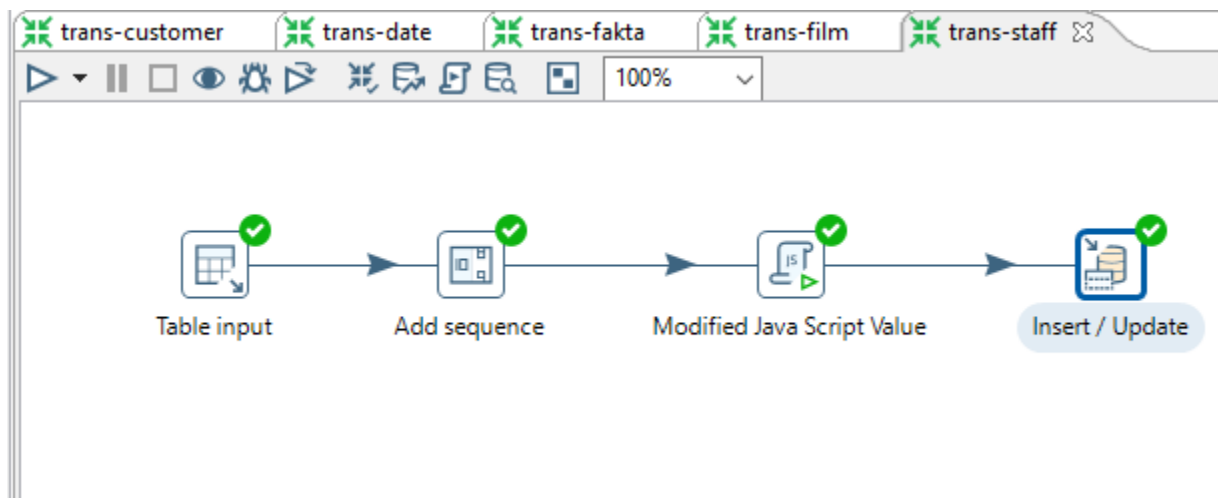 trans-customer trans-date trans-fakta trans-film trans-staff
100%
JS
Table input Add sequence Modified Java Script Value Insert / Update